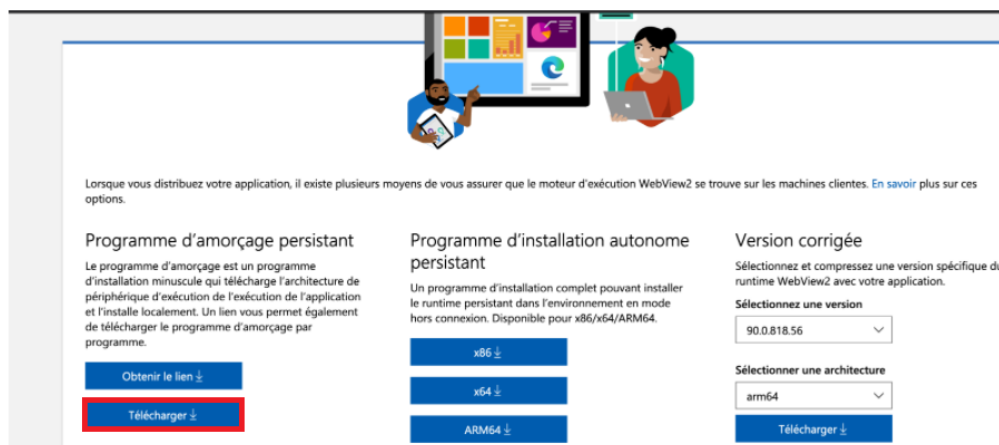 Lorsque vous distribuez votre application, il existe plusieurs moyens de vous assurer que le moteur d'exécution WebView2 se trouve sur les machines clientes. En savoir plus sur ces
options.
Programme d'amorçage persistant
Le programme d'amorçage est un programme
d'installation minuscule qui télécharge l'architecture de
périphérique d'exécution de l'exécution de l'application
et l'installe localement. Un lien vous permet également
de télécharger le programme d'amorçage par
programme.
Obtenir le lien
Télécharger
Programme d'installation autonome
persistant
Un programme d'installation complet pouvant installer
le runtime persistant dans l'environnement en mode
hors connexion. Disponible pour x86/x64/ARM64.
x86
x64
ARM64
Version corrigée
Sélectionnez et compressez une version spécifique du
runtime WebView2 avec votre application.
Sélectionnez une version
90.0.818.56
Sélectionner une architecture
arm64
Télécharger